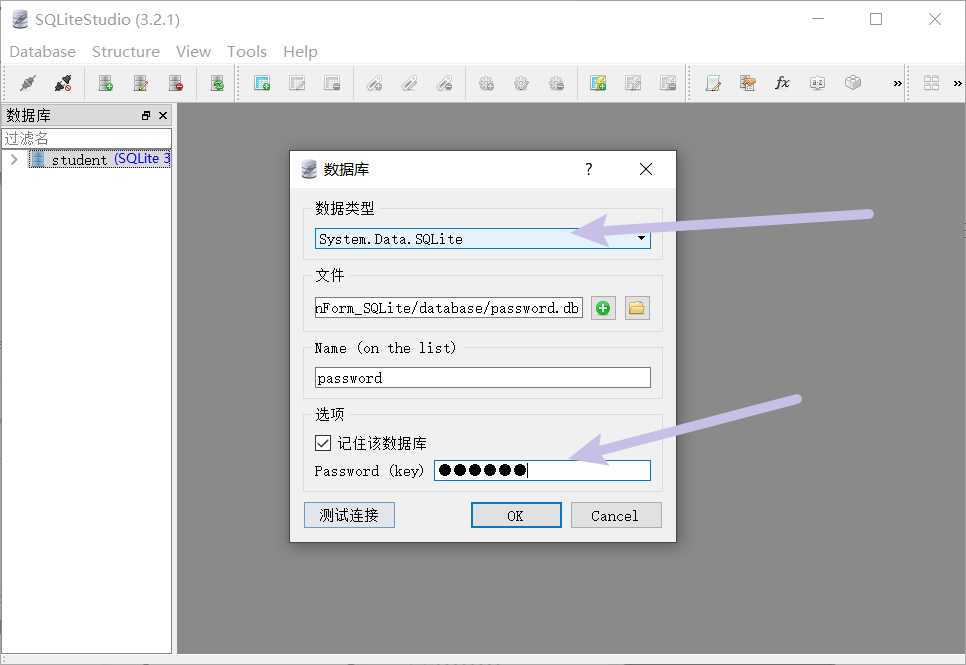 SQLiteStudio (3.2.1)
Database Structure View Tools Help
数据库
过滤名
student (SQLite 3
数据库
数据类型
System.Data.SQLite
文件
nForm_SQLite/database/password.db
Name (on the list)
password
选项
记住该数据库
Password (key) ●●●●●●
测试连接 OK Cancel